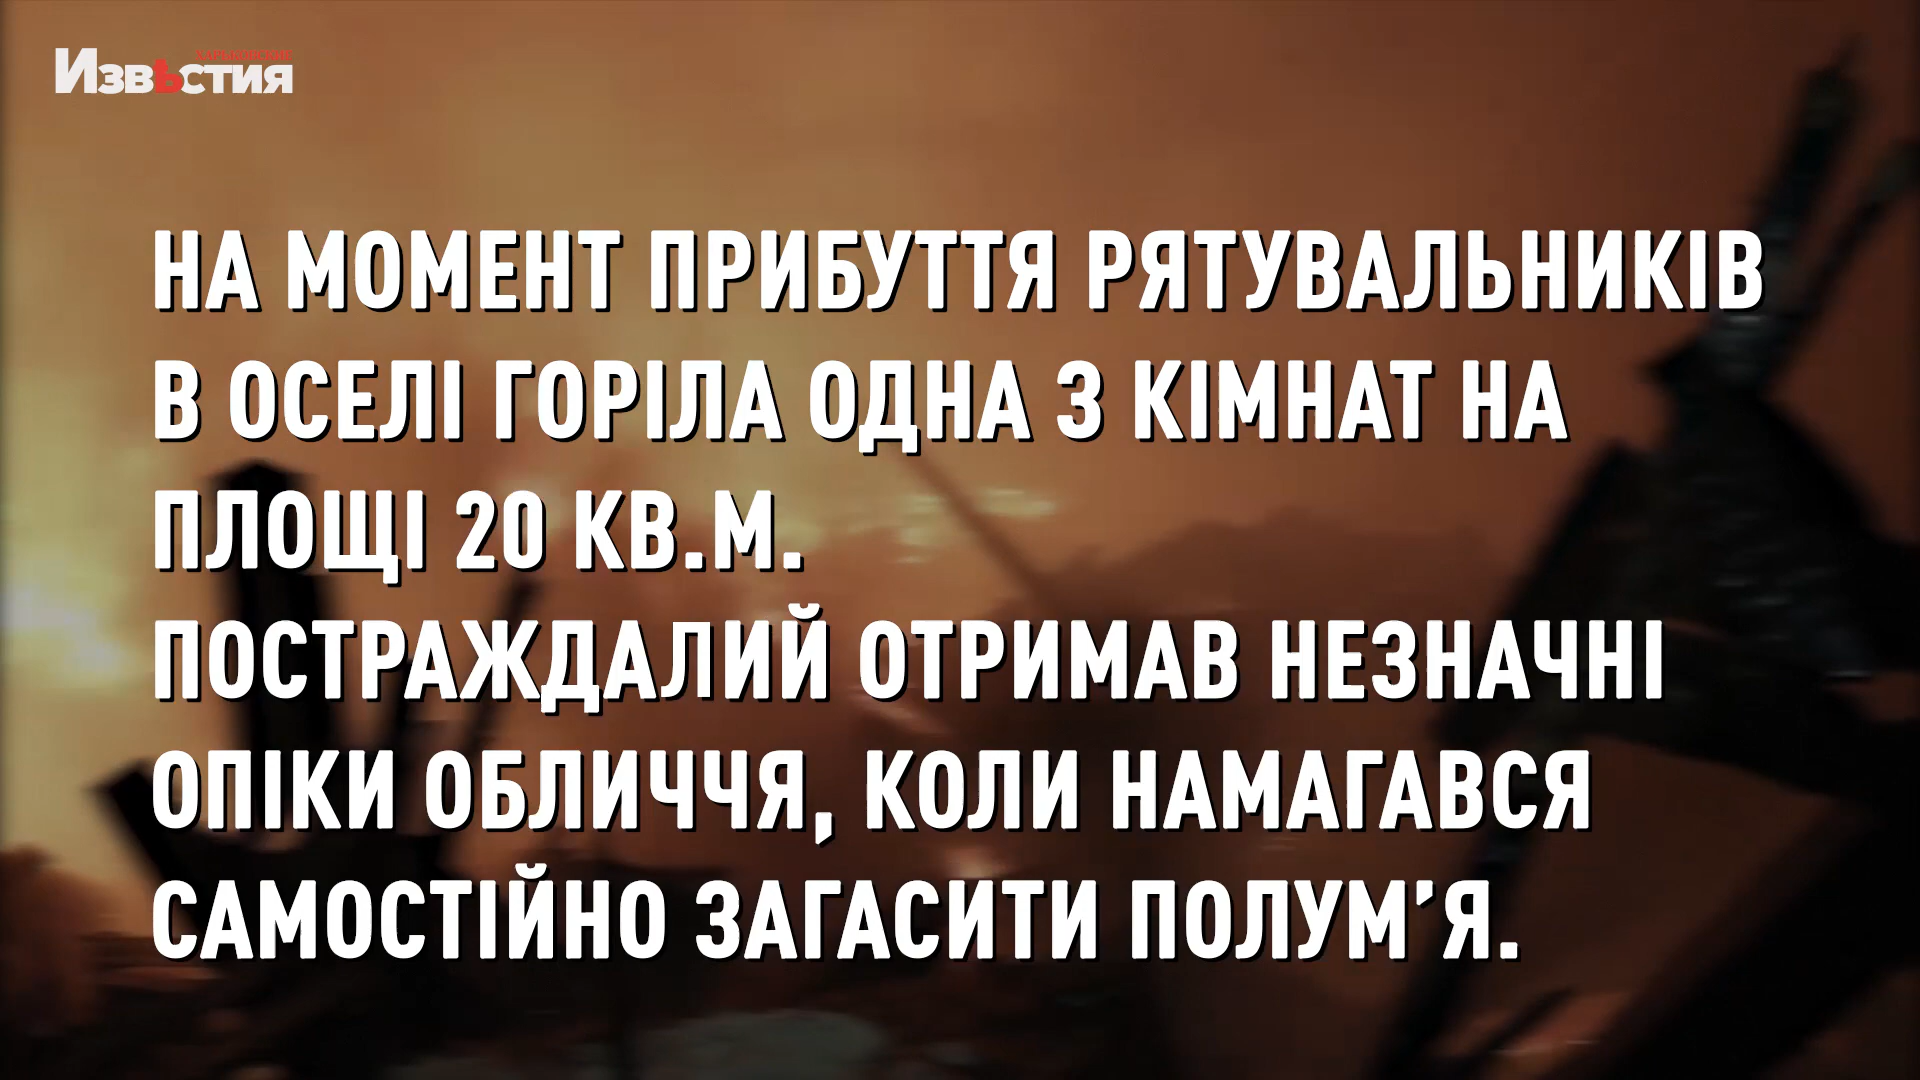 ХАРЬКОВСКИЕ
ИЗВѢСТИЯ
НА МОМЕНТ ПРИБУТТЯ РЯТУВАЛЬНИКІВ
В ОСЕЛІ ГОРІЛА ОДНА З КІМНАТ НА
ПЛОЩІ 20 КВ.М.
ПОСТРАЖДАЛИЙ ОТРИМАВ НЕЗНАЧНІ
ОПІКИ ОБЛИЧЧЯ, КОЛИ НАМАГАВСЯ
САМОСТІЙНО ЗАГАСИТИ ПОЛУМ’Я.